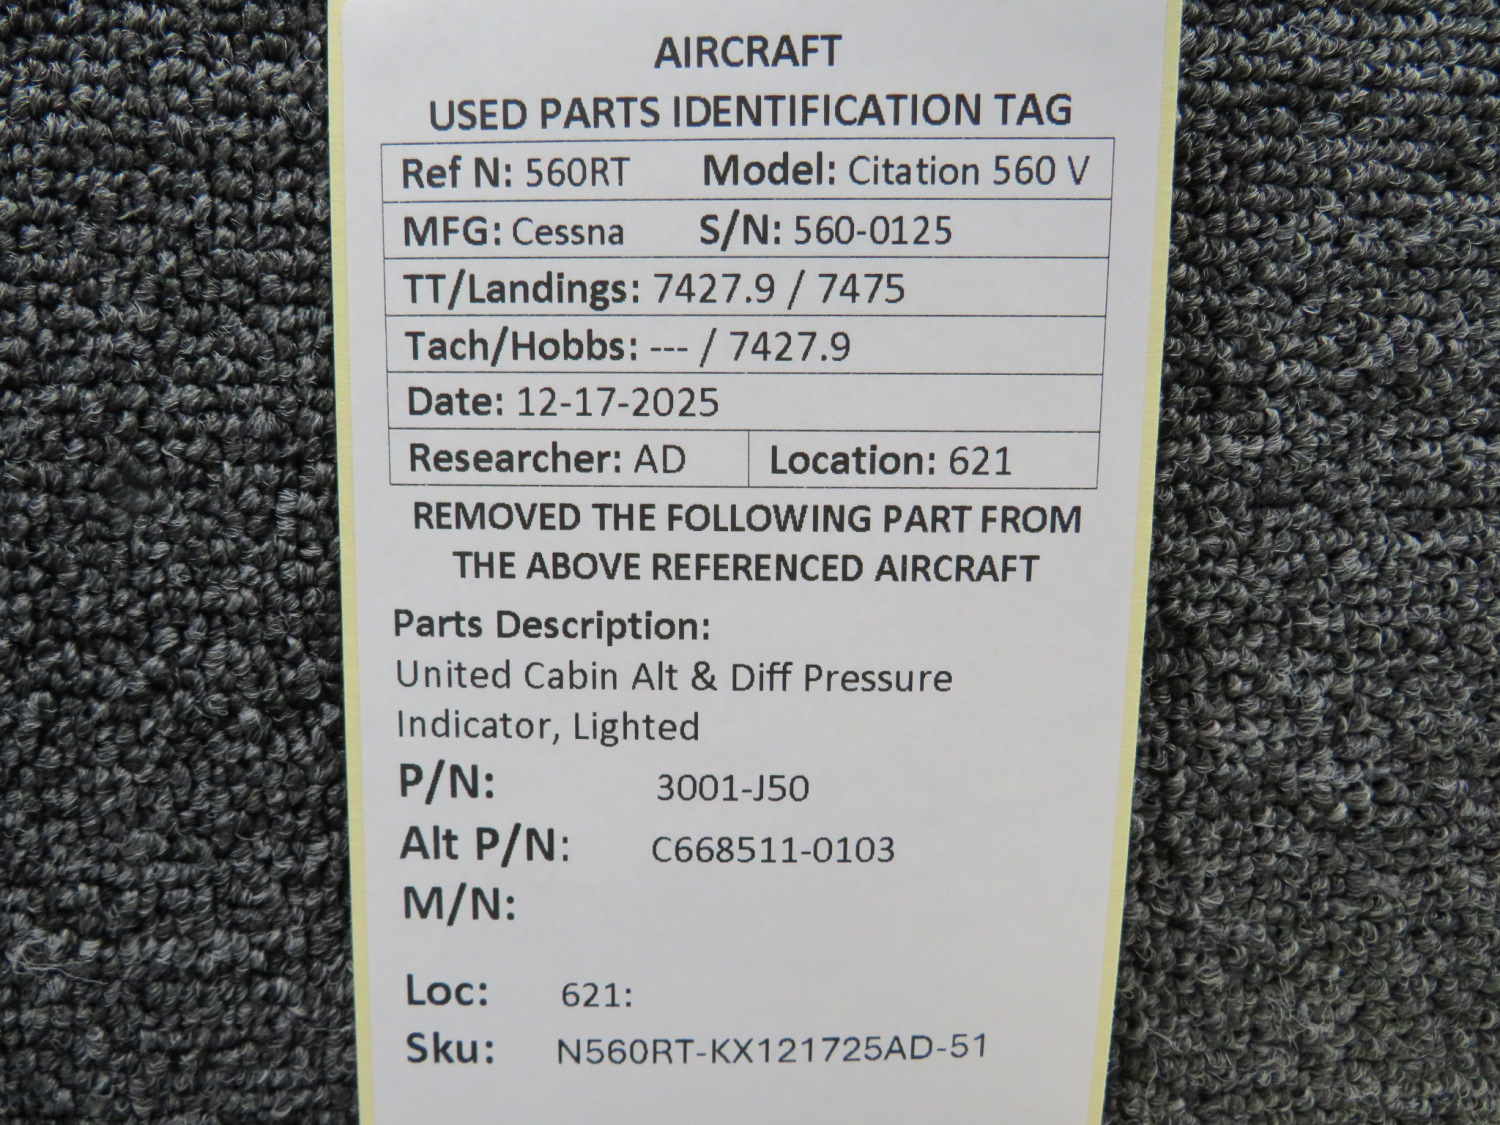 AIRCRAFT
USED PARTS IDENTIFICATION TAG
Ref N: 560RT Model: Citation 560 V
MFG: Cessna S/N: 560-0125
TT/Landings: 7427.9 / 7475
Tach/Hobbs: --- / 7427.9
Date: 12-17-2025
Researcher: AD Location: 621
REMOVED THE FOLLOWING PART FROM
THE ABOVE REFERENCED AIRCRAFT
Parts Description:
United Cabin Alt & Diff Pressure
Indicator, Lighted
P/N: 3001-J50
Alt P/N: C668511-0103
M/N:
Loc: 621:
Sku: N560RT-KX121725AD-51